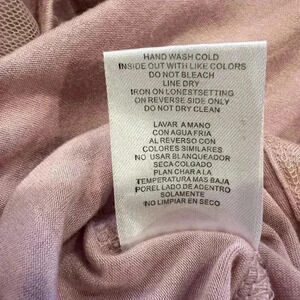 HAND WASH COLD
INSIDE OUT WITH LIKE COLORS
DO NOT BLEACH
LINE DRY
IRON ON LONESTSETTING
ON REVERSE SIDE ONLY
DO NOT DRY CLEAN
LAVAR A MANO
CON AGUA FRIA
AL REVERSO CON
COLORES SIMILARES
NO USAR BLANQUEADOR
SECA COLGADO
PLAN CHAR A LA
TEMPERATURA MAS BAJA
POREL LADO DE ADENTRO
SOLAMENTE
NO LIMPIAR EN SECO